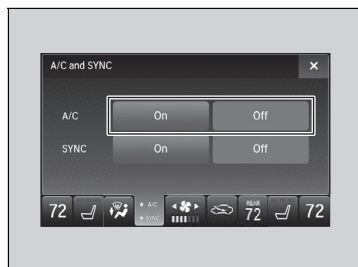 A/C and SYNC ×
A/C On Off
SYNC On Off
72 A/C SYNC REAR 72 72